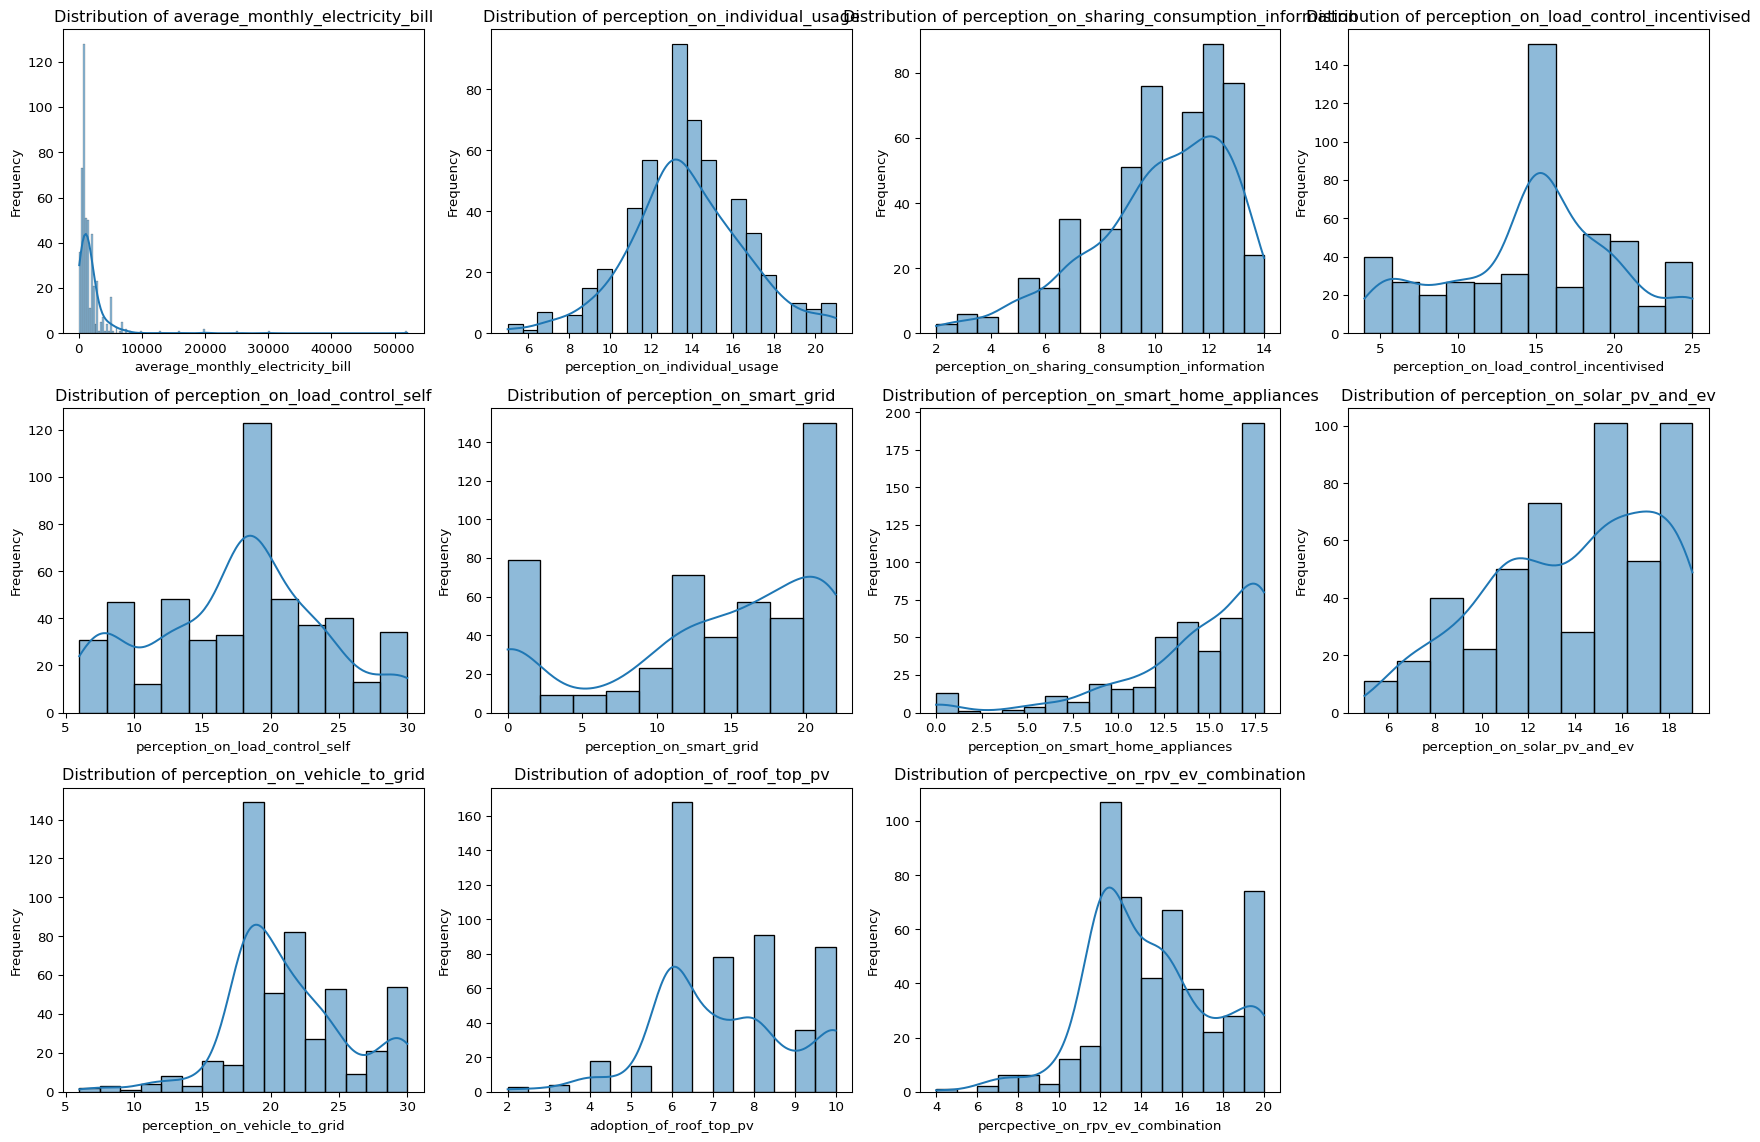 Distribution of average_monthly_electricity_bill
Frequency
120
100
80
60
40
20
0
0 10000 20000 30000 40000 50000
average_monthly_electricity_bill
Distribution of perception_on_individual_usage
Frequency
80
60
40
20
0
6 8 10 12 14 16 18 20
perception_on_individual_usage
Distribution of perception_on_sharing_consumption_information
Frequency
80
60
40
20
0
2 4 6 8 10 12 14
perception_on_sharing_consumption_information
Distribution of perception_on_load_control_incentivised
Frequency
140
120
100
80
60
40
20
0
5 10 15 20 25
perception_on_load_control_incentivised
Distribution of perception_on_load_control_self
Frequency
120
100
80
60
40
20
0
5 10 15 20 25 30
perception_on_load_control_self
Distribution of perception_on_smart_grid
Frequency
140
120
100
80
60
40
20
0
0 5 10 15 20
perception_on_smart_grid
Distribution of perception_on_smart_home_appliances
Frequency
200
175
150
125
100
75
50
25
0
0.0 2.5 5.0 7.5 10.0 12.5 15.0 17.5
perception_on_smart_home_appliances
Distribution of perception_on_solar_pv_and_ev
Frequency
100
80
60
40
20
0
6 8 10 12 14 16 18
perception_on_solar_pv_and_ev
Distribution of perception_on_vehicle_to_grid
Frequency
140
120
100
80
60
40
20
0
5 10 15 20 25 30
perception_on_vehicle_to_grid
Distribution of adoption_of_roof_top_pv
Frequency
160
140
120
100
80
60
40
20
0
2 3 4 5 6 7 8 9 10
adoption_of_roof_top_pv
Distribution of percpective_on_rpv_ev_combination
Frequency
100
80
60
40
20
0
4 6 8 10 12 14 16 18 20
percpective_on_rpv_ev_combination